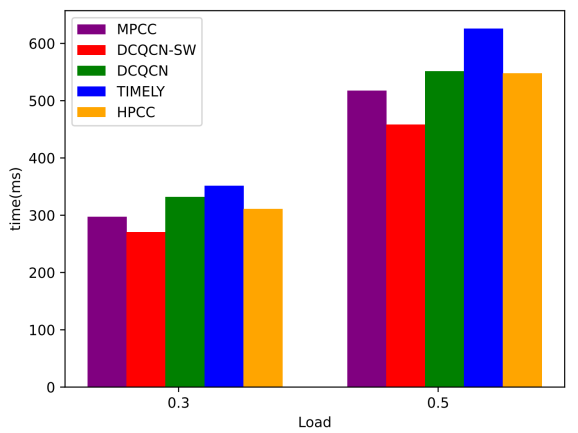 MPCC
DCQCN-SW
DCQCN
TIMELY
HPCC
600
500
400
300
200
100
0
time(ms)
0.3
0.5
Load